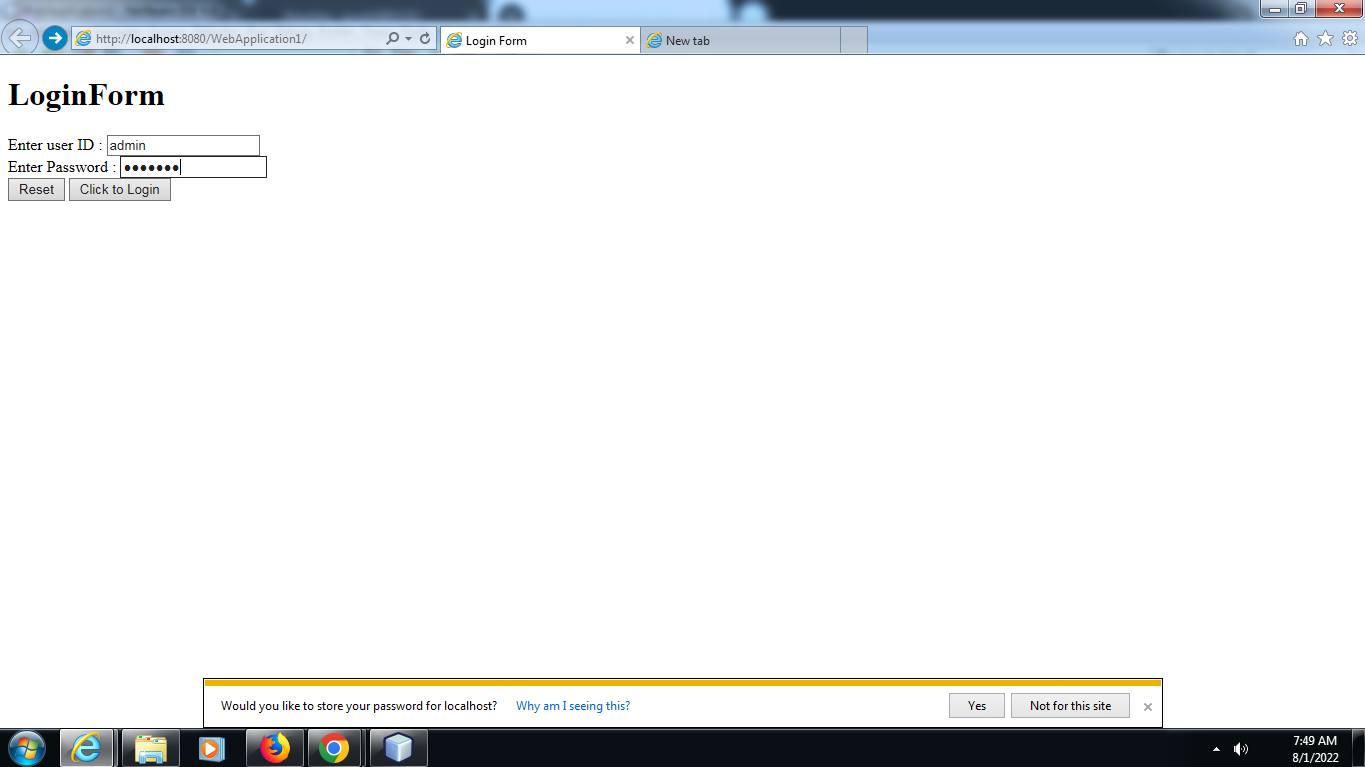 http://localhost:8080/WebApplication1/
Login Form
New tab
LoginForm
Enter user ID : admin
Enter Password : •••••••
Reset Click to Login
Would you like to store your password for localhost? Why am I seeing this? Yes Not for this site
7:49 AM
8/1/2022